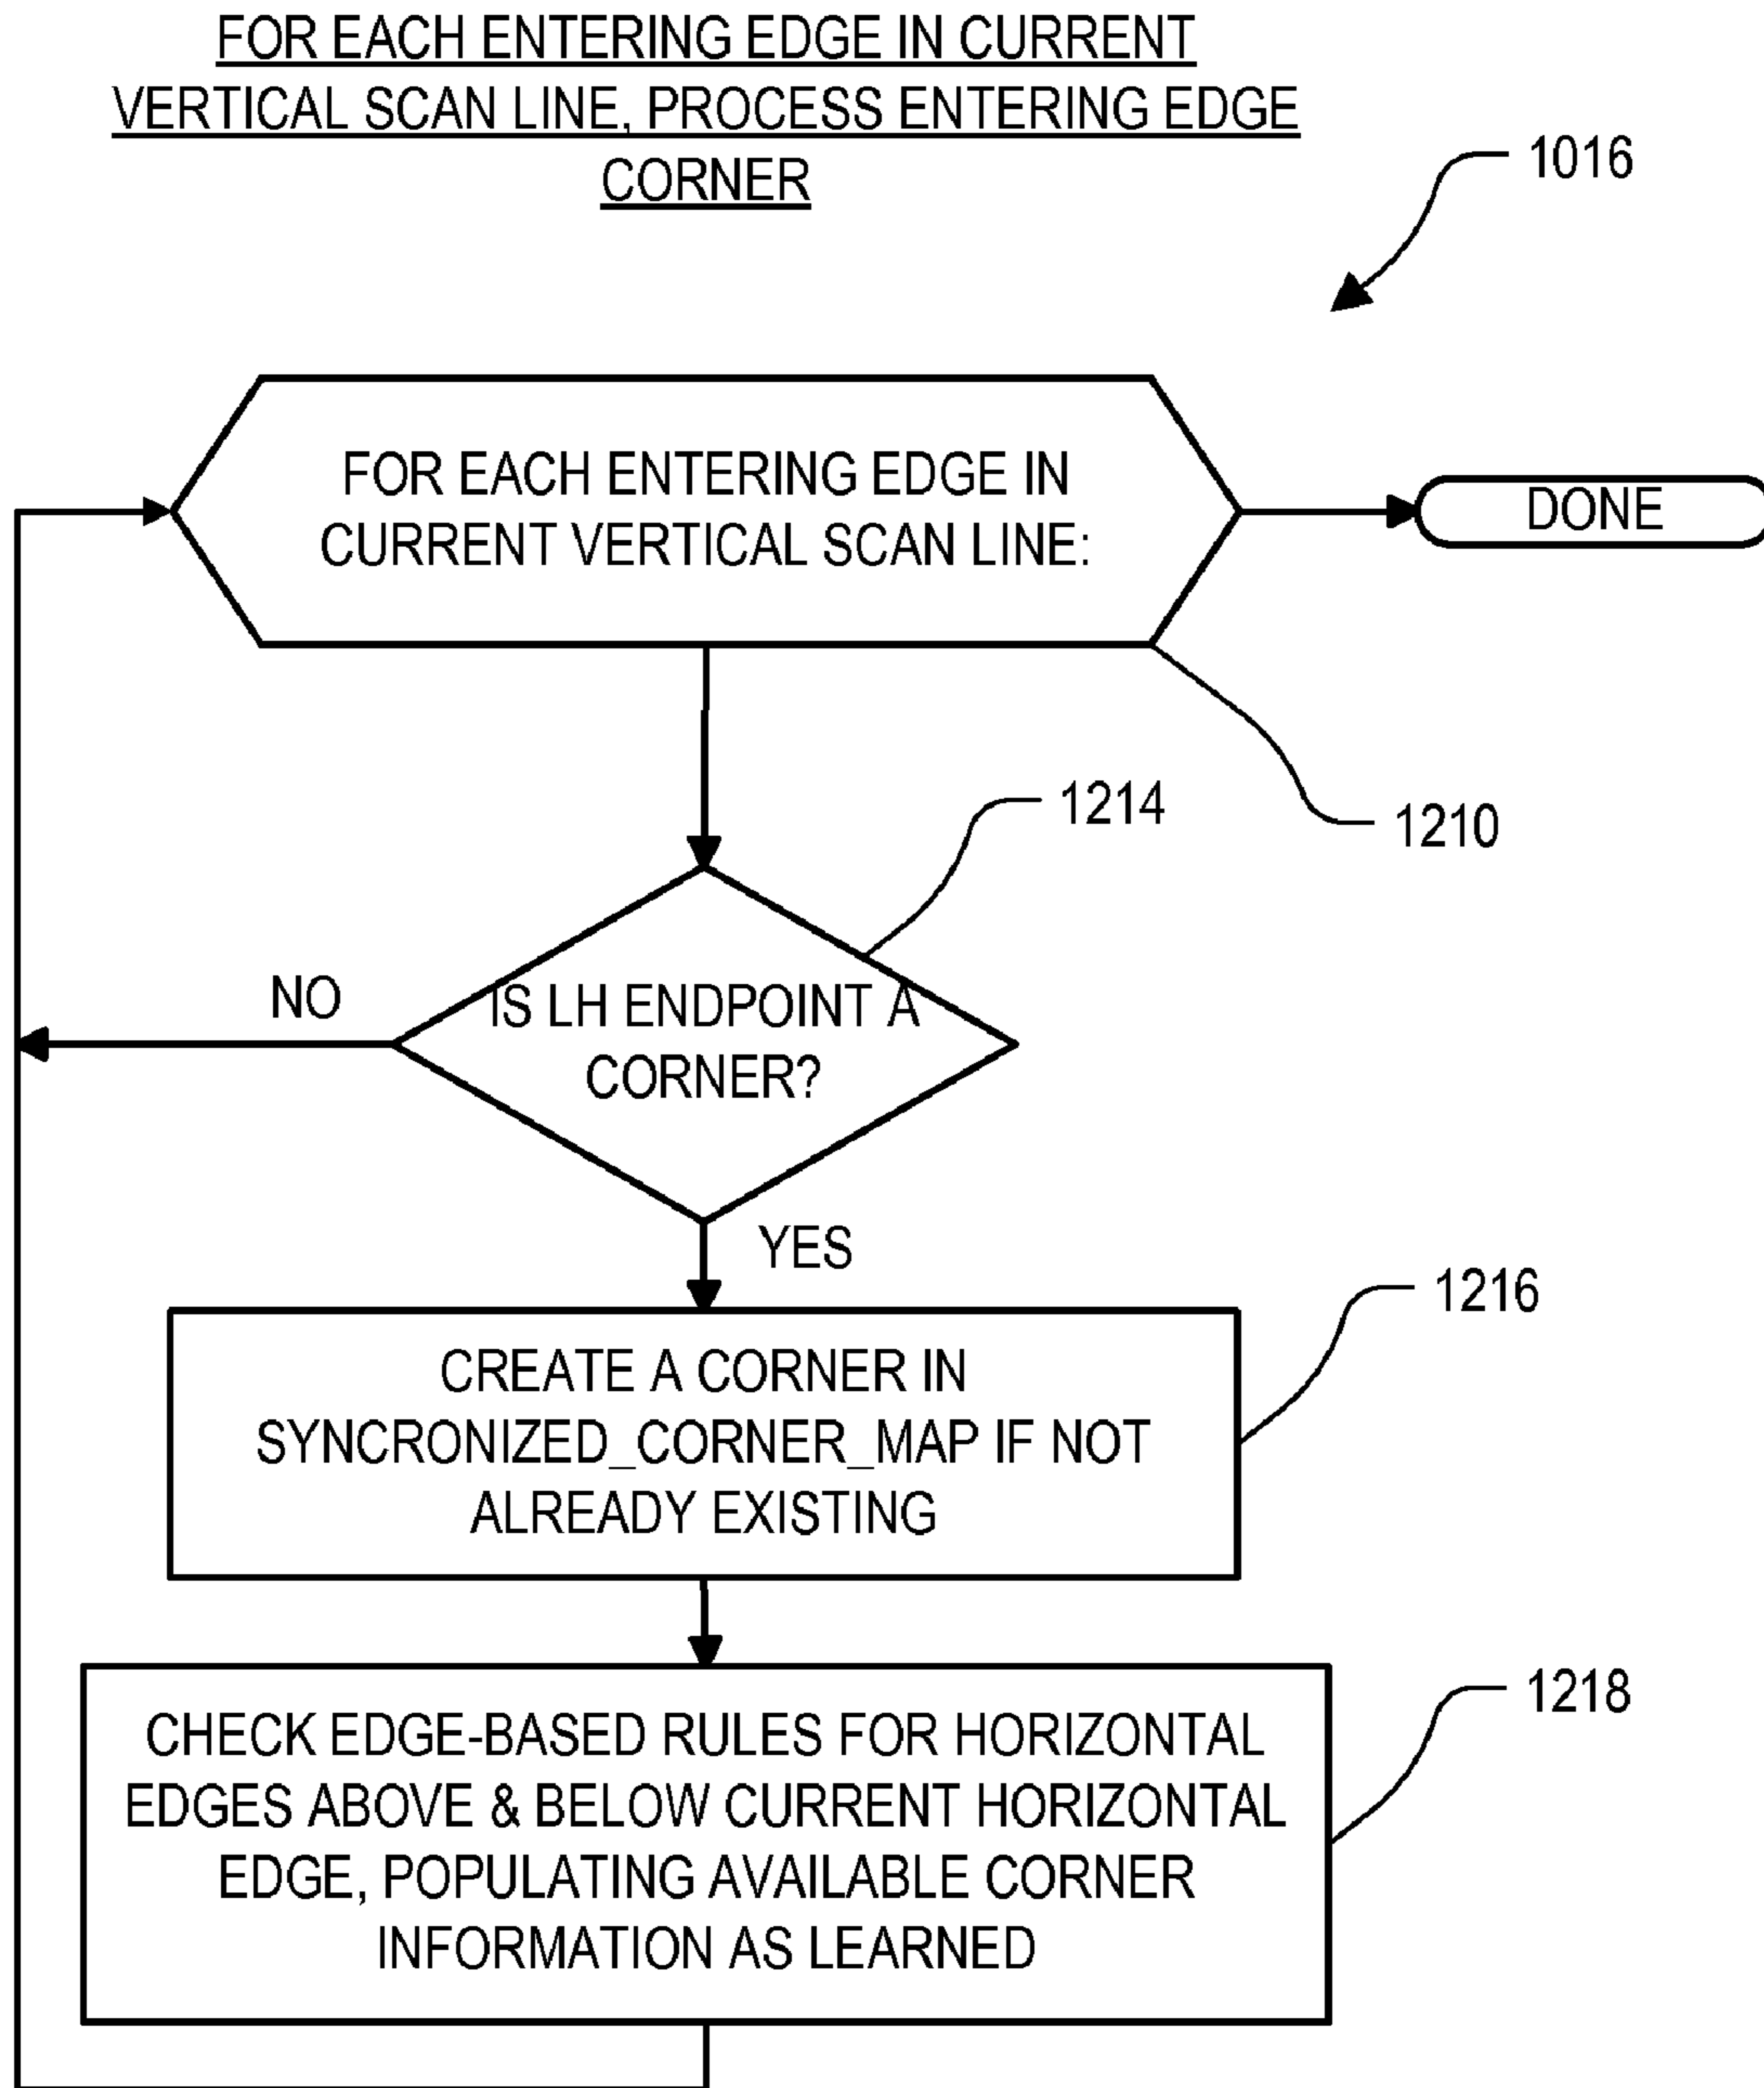 FOR EACH ENTERING EDGE IN CURRENT
VERTICAL SCAN LINE, PROCESS ENTERING EDGE
CORNER
1016
FOR EACH ENTERING EDGE IN
CURRENT VERTICAL SCAN LINE:
DONE
1210
1214
IS LH ENDPOINT A
CORNER?
NO
YES
1216
CREATE A CORNER IN
SYNCRONIZED_CORNER_MAP IF NOT
ALREADY EXISTING
1218
CHECK EDGE-BASED RULES FOR HORIZONTAL
EDGES ABOVE & BELOW CURRENT HORIZONTAL
EDGE, POPULATING AVAILABLE CORNER
INFORMATION AS LEARNED